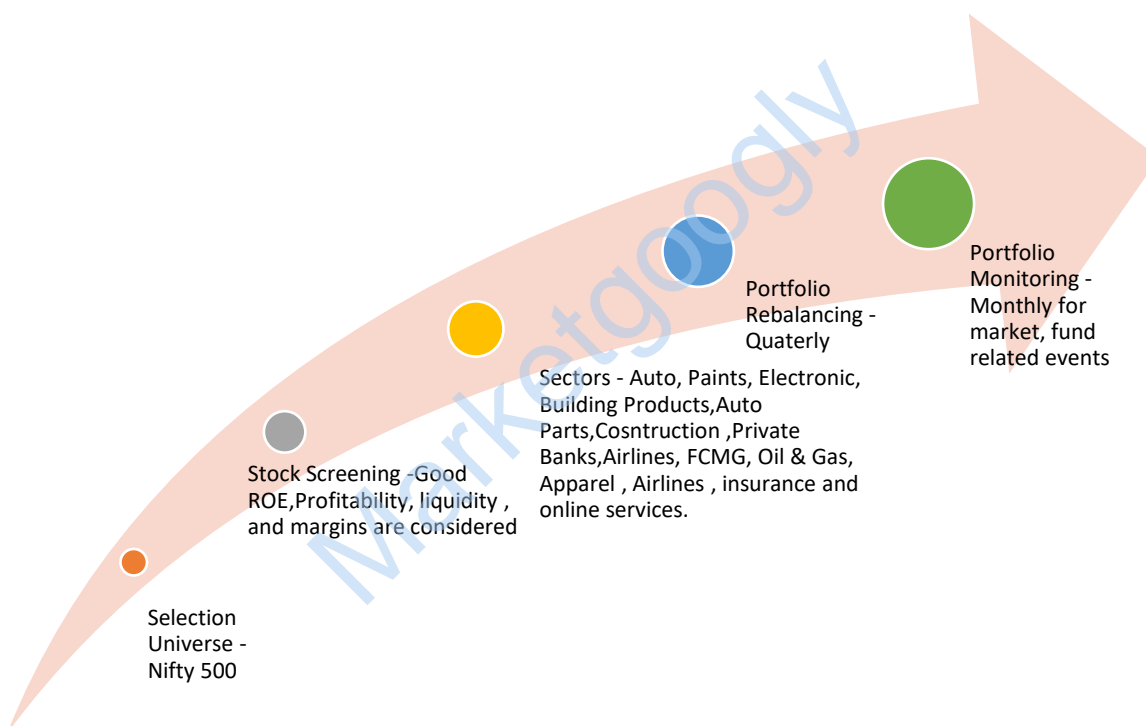 Selection
Universe -
Nifty 500
Stock Screening -Good
ROE,Profitability, liquidity ,
and margins are considered
Sectors - Auto, Paints, Electronic,
Building Products,Auto
Parts,Cosntruction ,Private
Banks,Airlines, FCMG, Oil & Gas,
Apparel , Airlines , insurance and
online services.
Portfolio
Rebalancing -
Quaterly
Portfolio
Monitoring -
Monthly for
market, fund
related events
Marketgoogly